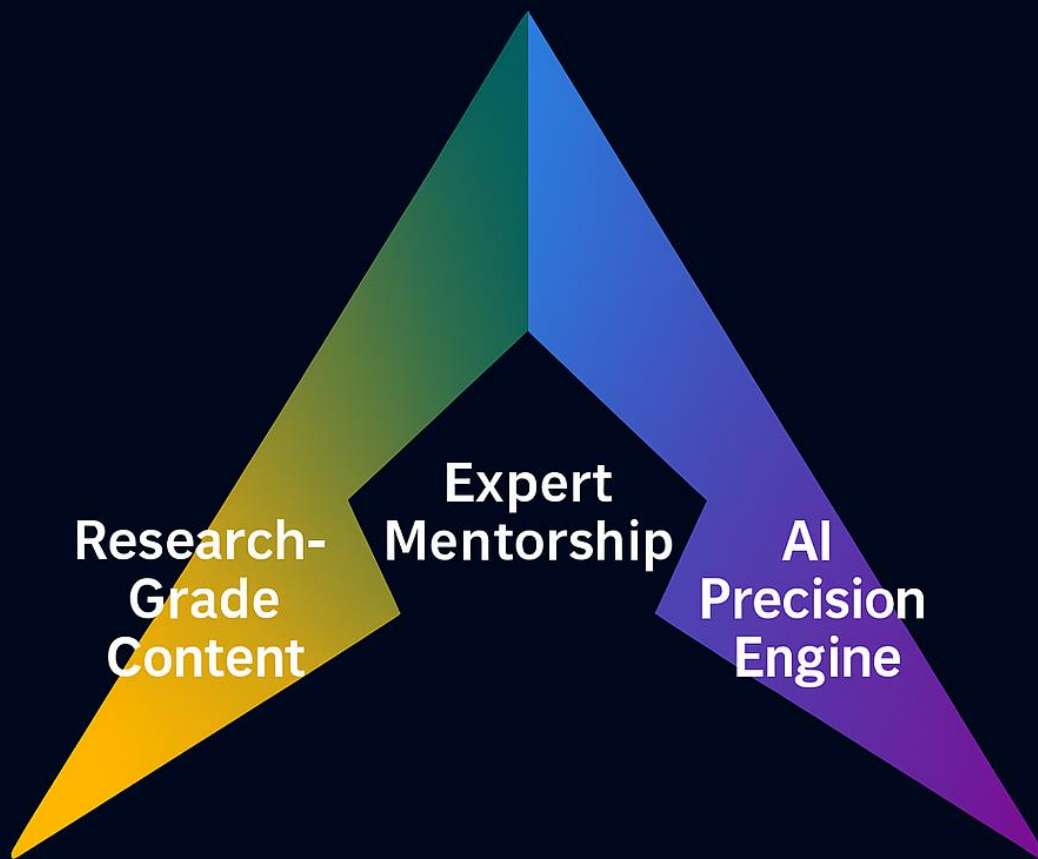 Research-
Grade
Content
Expert
Mentorship
AI
Precision
Engine